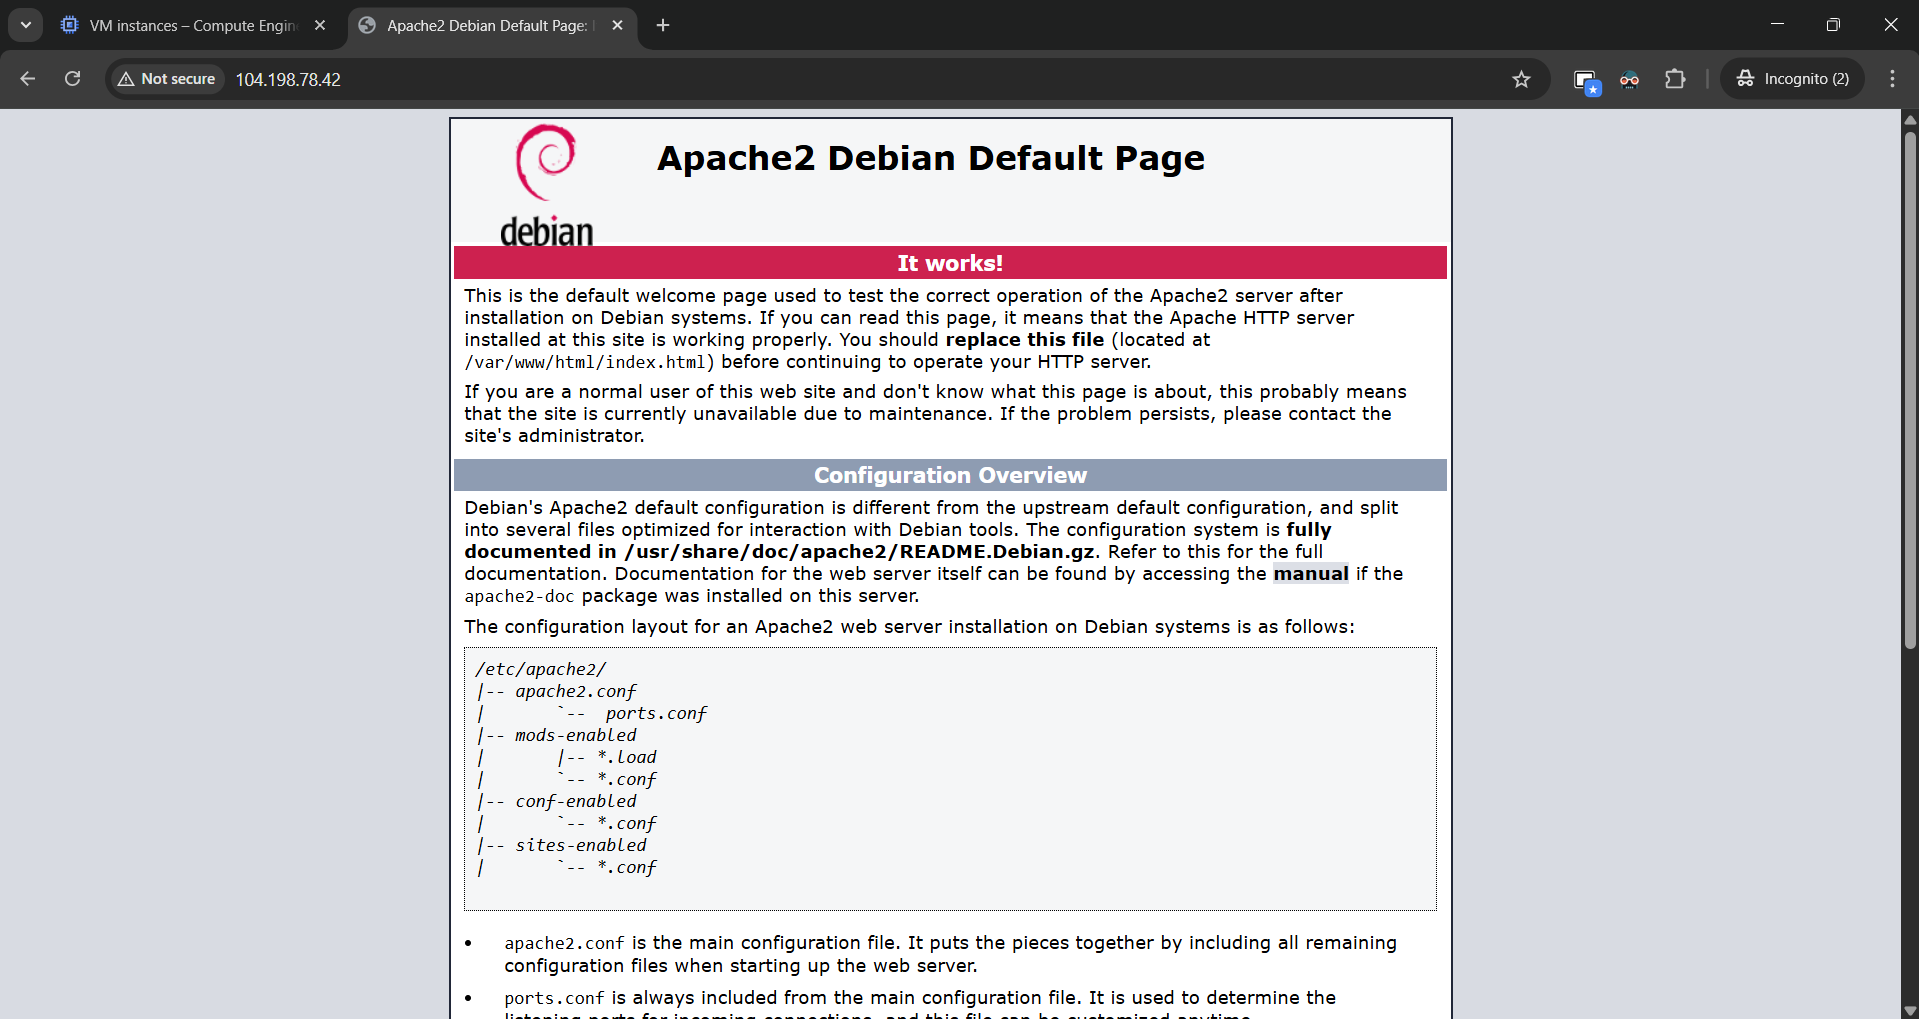 VM instances – Compute Engin
Apache2 Debian Default Page:
Not secure
104.198.78.42
Incognito (2)
debian
Apache2 Debian Default Page
It works!
This is the default welcome page used to test the correct operation of the Apache2 server after
installation on Debian systems. If you can read this page, it means that the Apache HTTP server
installed at this site is working properly. You should replace this file (located at
/var/www/html/index.html) before continuing to operate your HTTP server.
If you are a normal user of this web site and don't know what this page is about, this probably means
that the site is currently unavailable due to maintenance. If the problem persists, please contact the
site's administrator.
Configuration Overview
Debian's Apache2 default configuration is different from the upstream default configuration, and split
into several files optimized for interaction with Debian tools. The configuration system is fully
documented in /usr/share/doc/apache2/README.Debian.gz. Refer to this for the full
documentation. Documentation for the web server itself can be found by accessing the manual if the
apache2-doc package was installed on this server.
The configuration layout for an Apache2 web server installation on Debian systems is as follows:
/etc/apache2/
|-- apache2.conf
|       `--  ports.conf
|-- mods-enabled
|       |-- *.load
|       `-- *.conf
|-- conf-enabled
|       `-- *.conf
|-- sites-enabled
|       `-- *.conf
• apache2.conf is the main configuration file. It puts the pieces together by including all remaining
configuration files when starting up the web server.
• ports.conf is always included from the main configuration file. It is used to determine the
listening ports for incoming connections, and this file can be customized anytime.